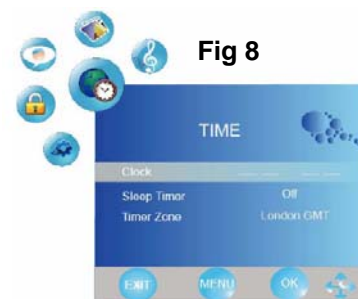 Fig 8
TIME
Clock
Sleep Timer Off
Timer Zone London GMT
EXIT MENU OK